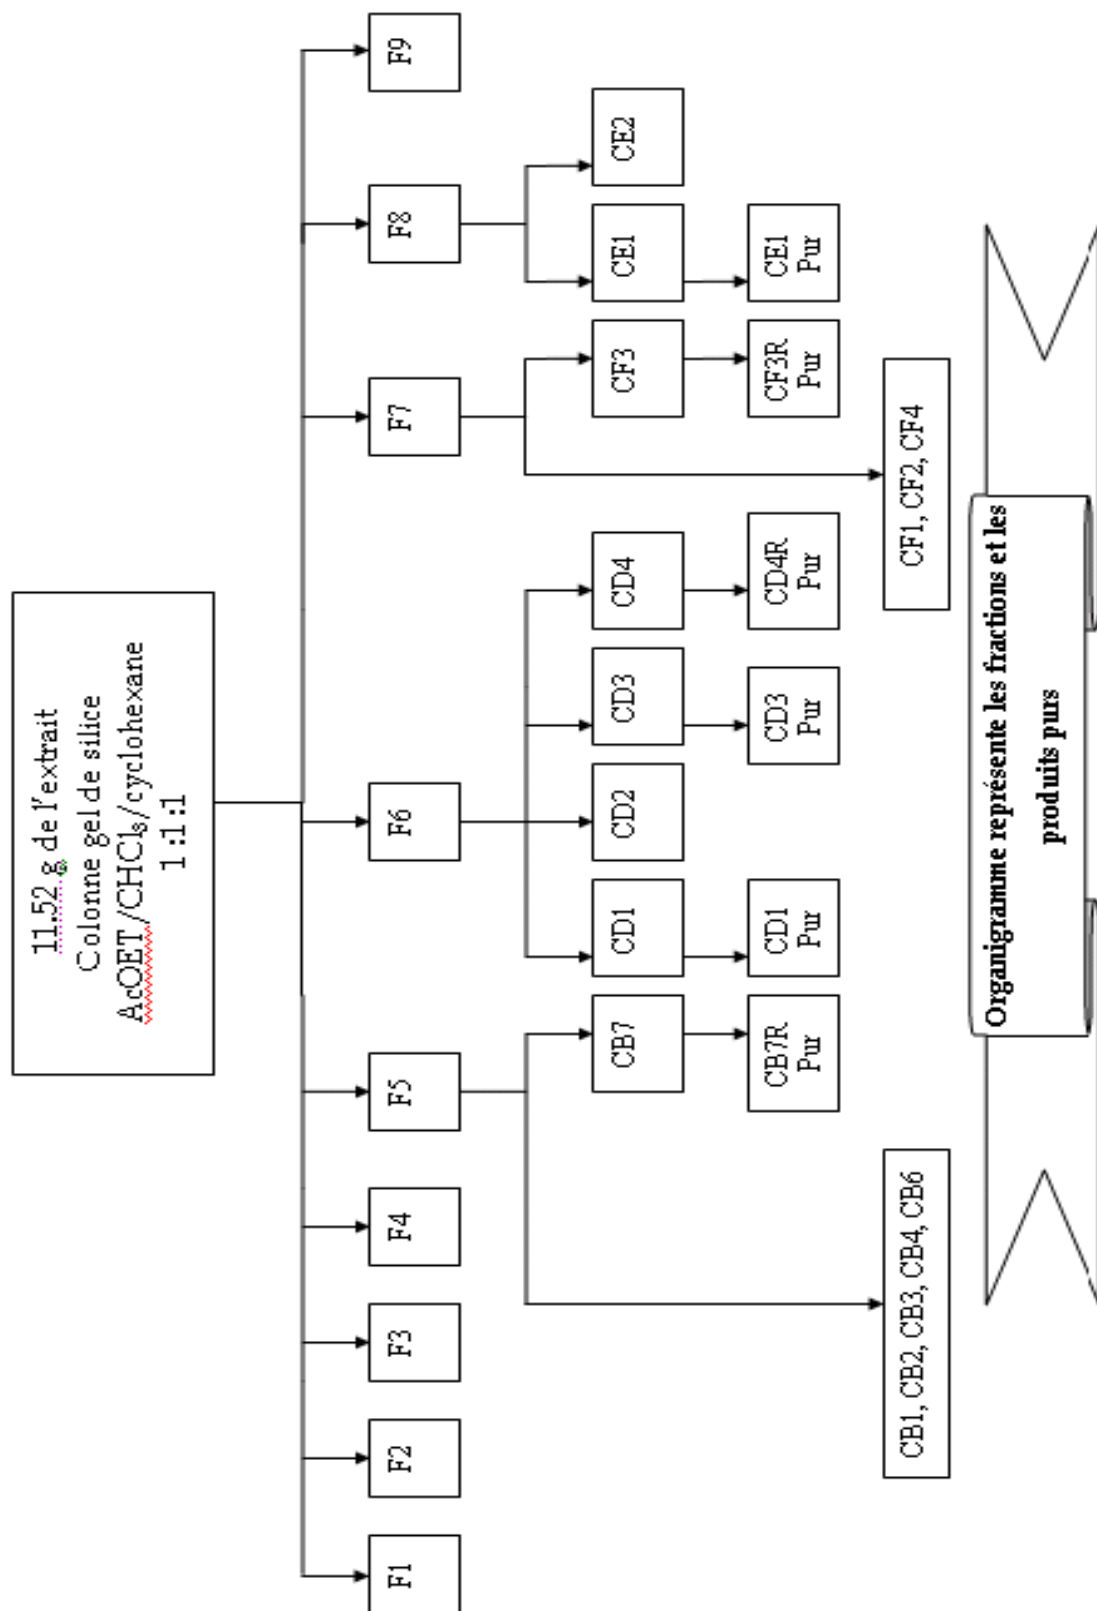 11.52 g de l'extrait
Colonne gel de silice
AcOET/CHCl₃/cyclohexane
1:1:1
F1
F2
F3
F4
F5
F6
F7
F8
F9
CB7
CD1
CD2
CD3
CD4
CF3
CE1
CE2
CB7R
Pur
CD1
Pur
CD3
Pur
CD4R
Pur
CF3R
Pur
CE1
Pur
CB1, CB2, CB3, CB4, CB6
CF1, CF2, CF4
Organigramme représente les fractions et les
produits purs